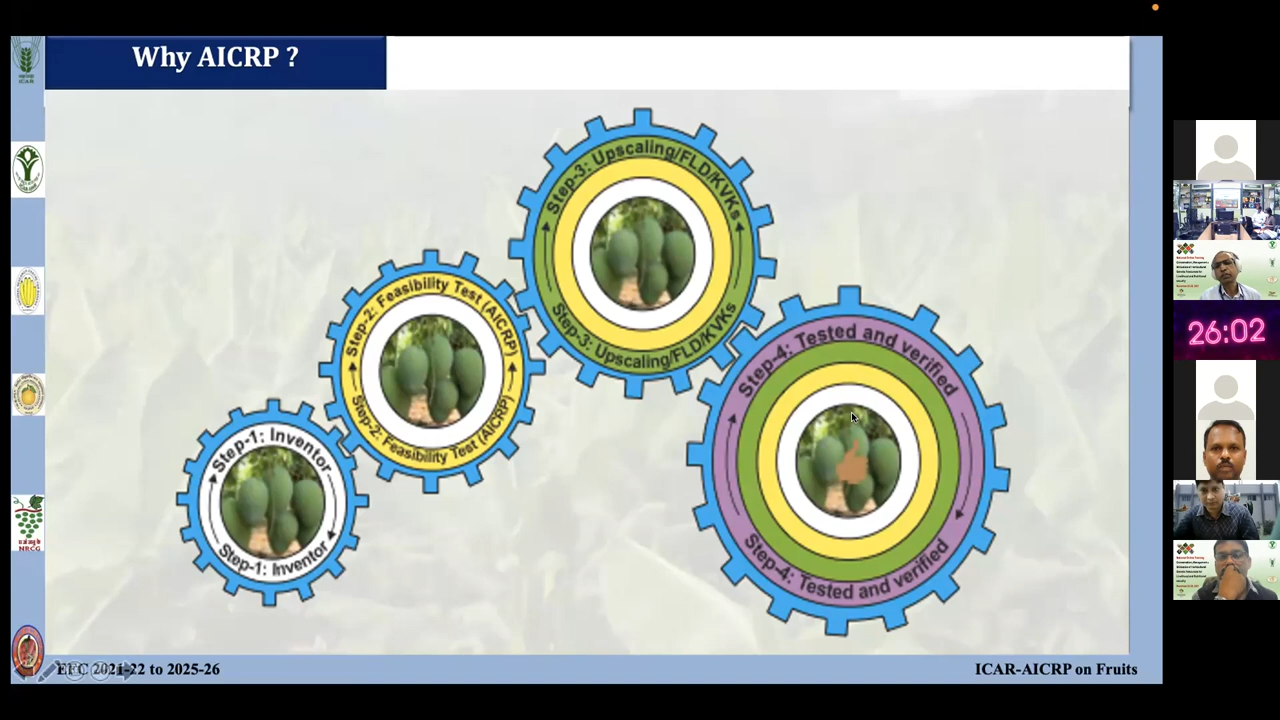 Why AICRP ?
ICAR
Step-3: Upscaling/FLD/KVKs
Step-3: Upscaling/FLD/KVKs
Step-2: Feasibility Test (AICRP)
Step-2: Feasibility Test (AICRP)
Step-4: Tested and verified
Step-4: Tested and verified
Step-1: Inventor
Step-1: Inventor
NRCG
26:02
EFC 2021-22 to 2025-26
ICAR-AICRP on Fruits